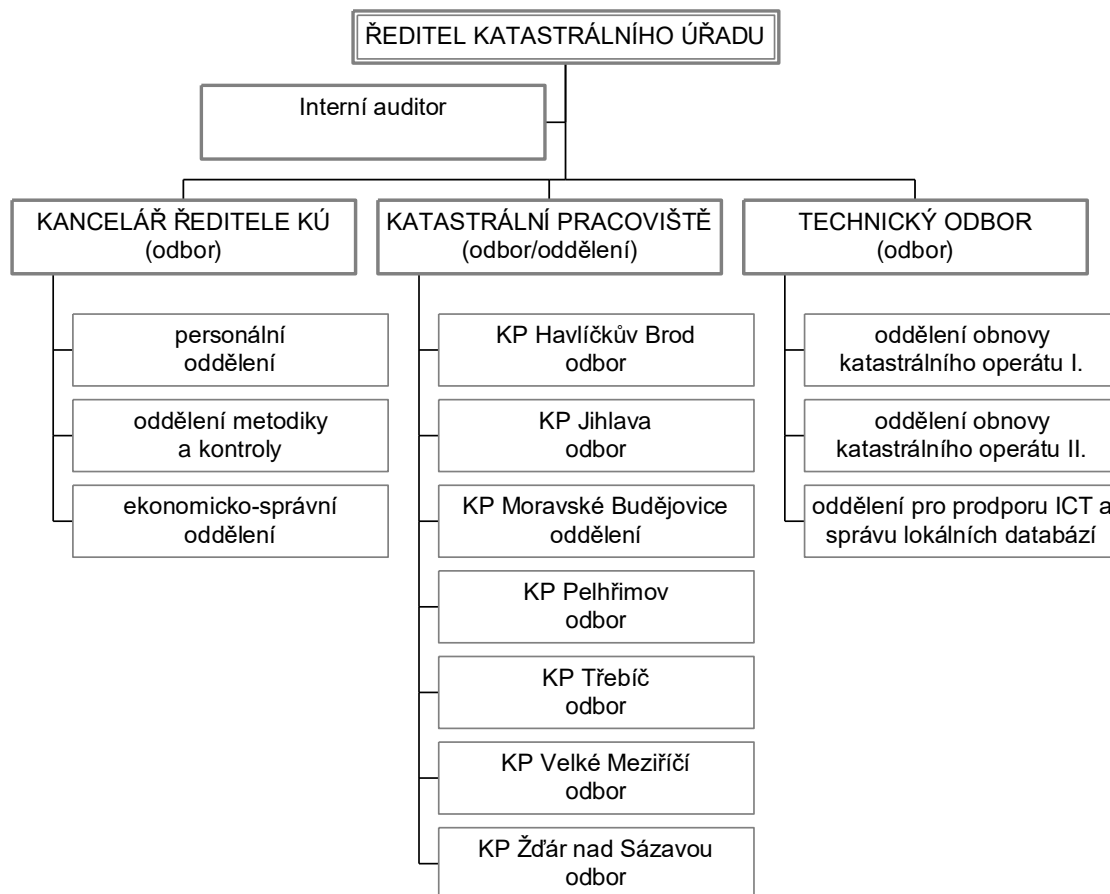 ŘEDITEL KATASTRÁLNÍHO ÚŘADU
Interní auditor
KANCELÁŘ ŘEDITELE KÚ
(odbor)
personální
oddělení
oddělení metodiky
a kontroly
ekonomicko-správní
oddělení
KATASTRÁLNÍ PRACOVIŠTĚ
(odbor/oddělení)
KP Havlíčkův Brod
odbor
KP Jihlava
odbor
KP Moravské Budějovice
oddělení
KP Pelhřimov
odbor
KP Třebíč
odbor
KP Velké Meziříčí
odbor
KP Žďár nad Sázavou
odbor
TECHNICKÝ ODBOR
(odbor)
oddělení obnovy
katastrálního operátu I.
oddělení obnovy
katastrálního operátu II.
oddělení pro prodporu ICT a
správu lokálních databází